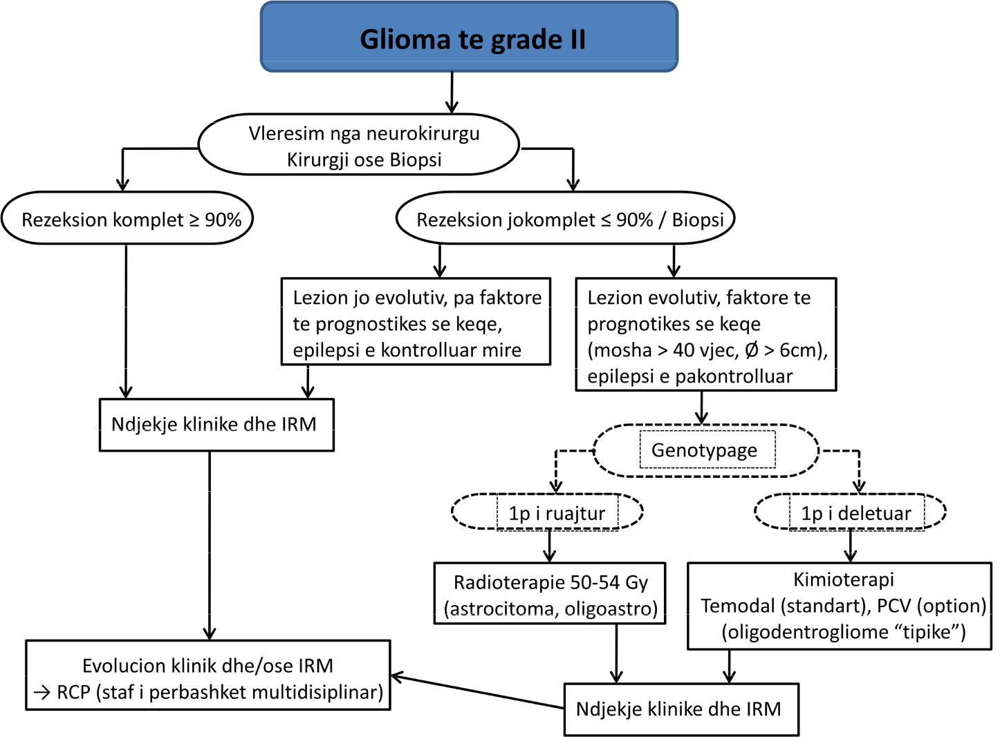 Glioma te grade II
Vleresim nga neurokirurgu
Kirurgji ose Biopsi
Rezeksion komplet ≥ 90%
Rezeksion jokomplet ≤ 90% / Biopsi
Lezion jo evolutiv, pa faktore
te prognostikes se keqe,
epilepsi e kontrolluar mire
Lezion evolutiv, faktore te
prognotikes se keqe
(mosha > 40 vjec, Ø > 6cm),
epilepsi e pakontrolluar
Ndjekje klinike dhe IRM
Genotypage
1p i ruajtur
1p i deletuar
Radioterapie 50-54 Gy
(astrocitoma, oligoastro)
Kimioterapi
Temodal (standart), PCV (option)
(oligodentrogliome “tipike”)
Evolucion klinik dhe/ose IRM
→ RCP (staf i perbashket multidisiplinar)
Ndjekje klinike dhe IRM